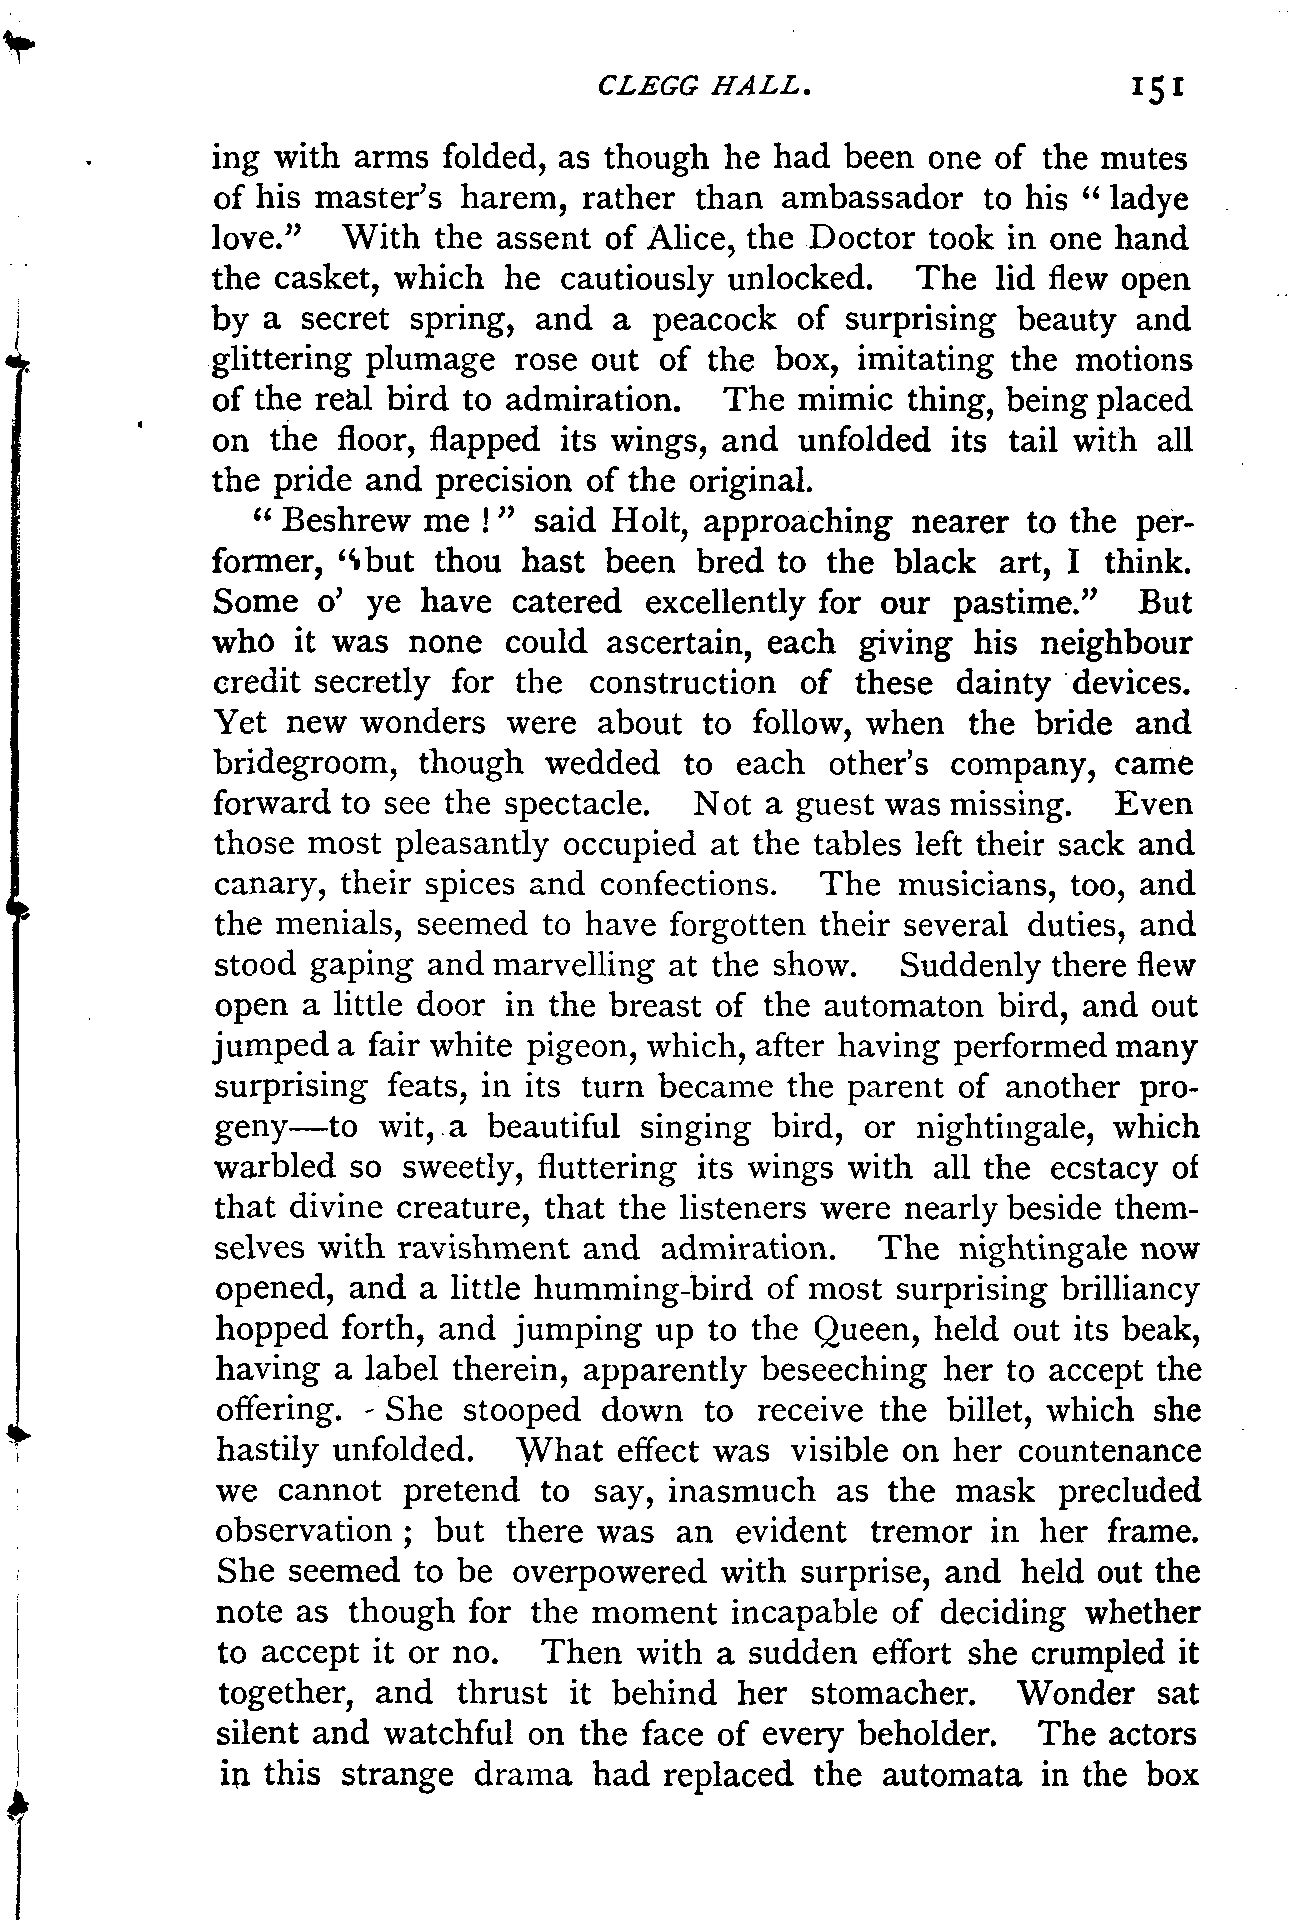 CLEGG HALL. 151
ing with arms folded, as though he had been one of the mutes
of his master's harem, rather than ambassador to his " ladye
love." With the assent of Alice, the Doctor took in one hand
the casket, which he cautiously unlocked. The lid flew open
by a secret spring, and a peacock of surprising beauty and
glittering plumage rose out of the box, imitating the motions
of the real bird to admiration. The mimic thing, being placed
on the floor, flapped its wings, and unfolded its tail with all
the pride and precision of the original.
" Beshrew me ! " said Holt, approaching nearer to the per-
former, "but thou hast been bred to the black art, I think.
Some o' ye have catered excellently for our pastime." But
who it was none could ascertain, each giving his neighbour
credit secretly for the construction of these dainty devices.
Yet new wonders were about to follow, when the bride and
bridegroom, though wedded to each other's company, came
forward to see the spectacle. Not a guest was missing. Even
those most pleasantly occupied at the tables left their sack and
canary, their spices and confections. The musicians, too, and
the menials, seemed to have forgotten their several duties, and
stood gaping and marvelling at the show. Suddenly there flew
open a little door in the breast of the automaton bird, and out
jumped a fair white pigeon, which, after having performed many
surprising feats, in its turn became the parent of another pro-
geny—to wit, a beautiful singing bird, or nightingale, which
warbled so sweetly, fluttering its wings with all the ecstacy of
that divine creature, that the listeners were nearly beside them-
selves with ravishment and admiration. The nightingale now
opened, and a little humming-bird of most surprising brilliancy
hopped forth, and jumping up to the Queen, held out its beak,
having a label therein, apparently beseeching her to accept the
offering. She stooped down to receive the billet, which she
hastily unfolded. What effect was visible on her countenance
we cannot pretend to say, inasmuch as the mask precluded
observation ; but there was an evident tremor in her frame.
She seemed to be overpowered with surprise, and held out the
note as though for the moment incapable of deciding whether
to accept it or no. Then with a sudden effort she crumpled it
together, and thrust it behind her stomacher. Wonder sat
silent and watchful on the face of every beholder. The actors
in this strange drama had replaced the automata in the box